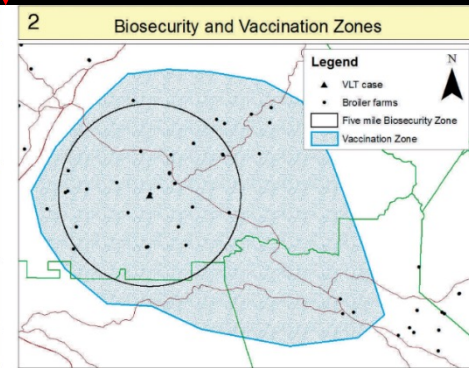 2
Biosecurity and Vaccination Zones
Legend
N
VLT case
Broiler farms
Five mile Biosecurity Zone
Vaccination Zone